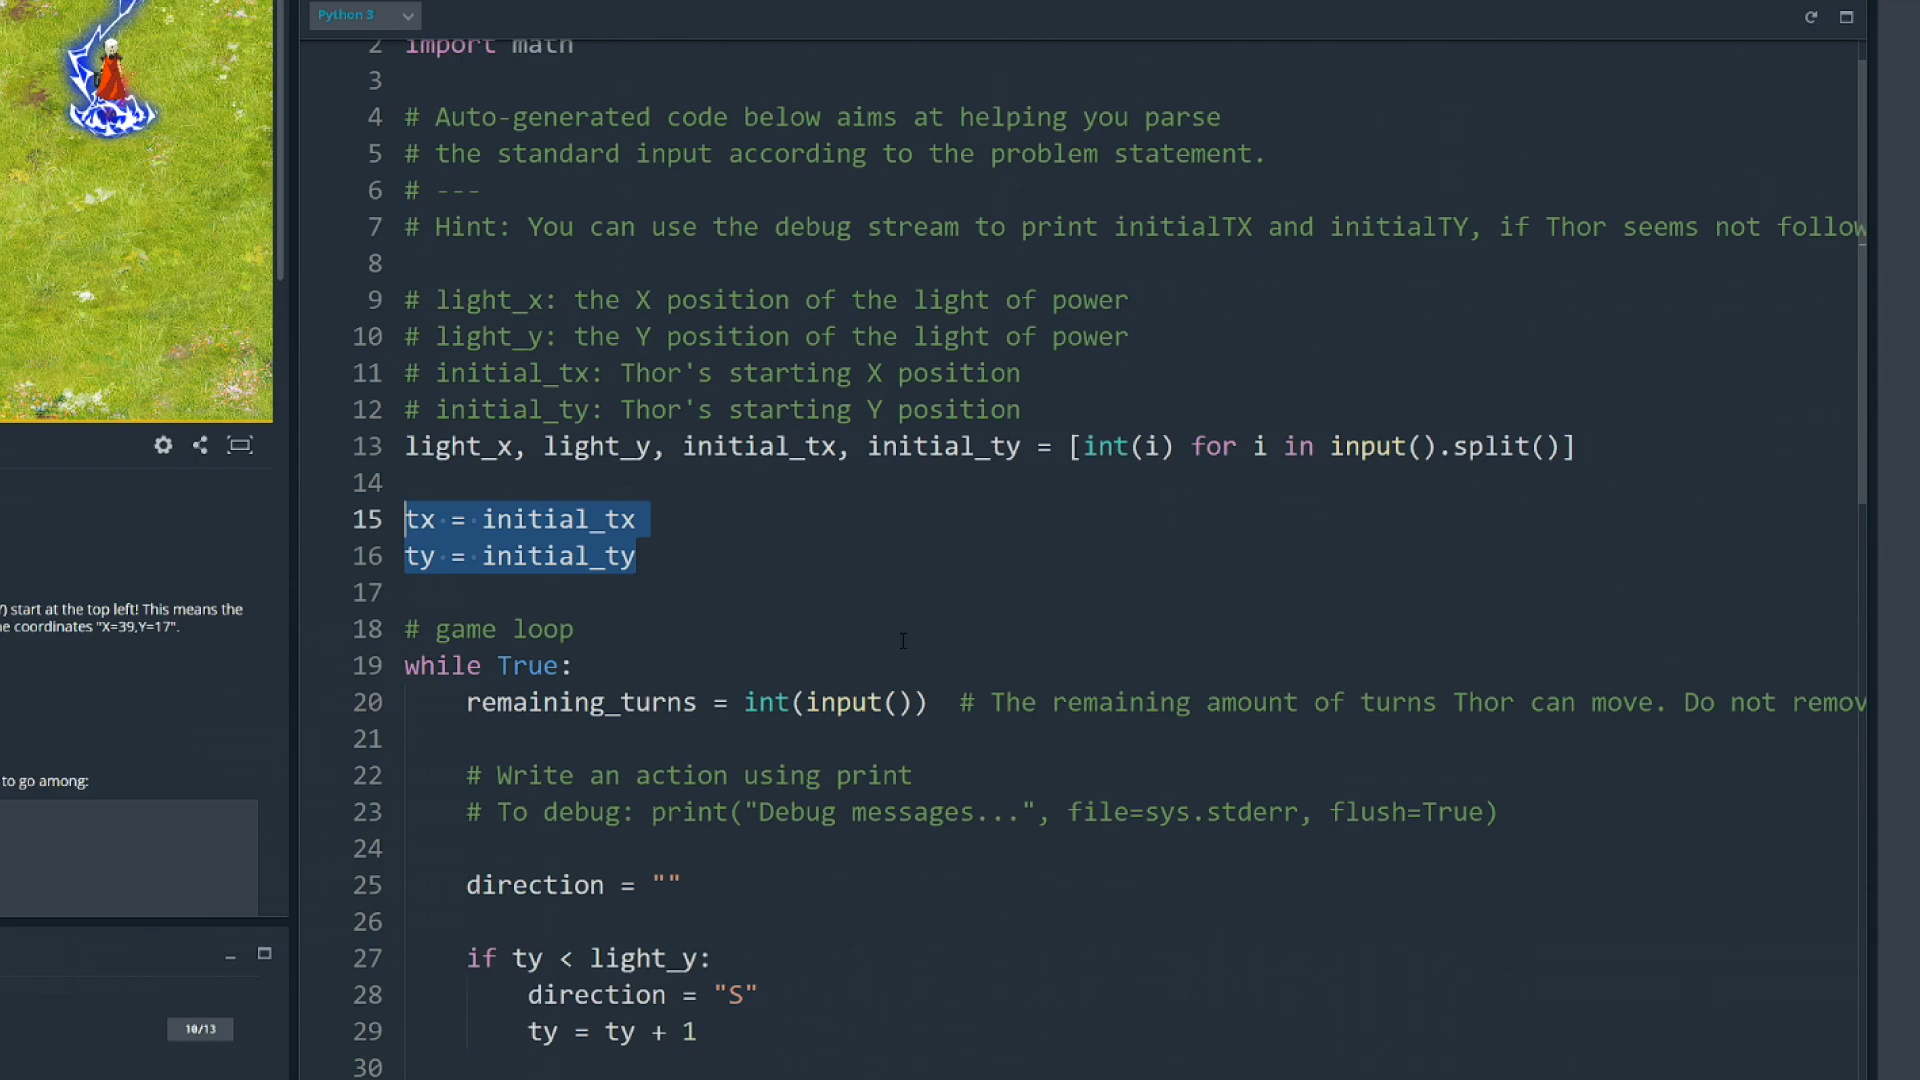 Python 3
2 import math
3
4 # Auto-generated code below aims at helping you parse
5 # the standard input according to the problem statement.
6 # ---
7 # Hint: You can use the debug stream to print initialTX and initialTY, if Thor seems not follow
8
9 # light_x: the X position of the light of power
10 # light_y: the Y position of the light of power
11 # initial_tx: Thor's starting X position
12 # initial_ty: Thor's starting Y position
13 light_x, light_y, initial_tx, initial_ty = [int(i) for i in input().split()]
14
15 tx = initial_tx
16 ty = initial_ty
17
18 # game loop
19 while True:
20 remaining_turns = int(input())  # The remaining amount of turns Thor can move. Do not remov
21
22 # Write an action using print
23 # To debug: print("Debug messages...", file=sys.stderr, flush=True)
24
25 direction = ""
26
27 if ty < light_y:
28 direction = "S"
29 ty = ty + 1
30
) start at the top left! This means the
e coordinates "X=39,Y=17".
to go among:
10/13